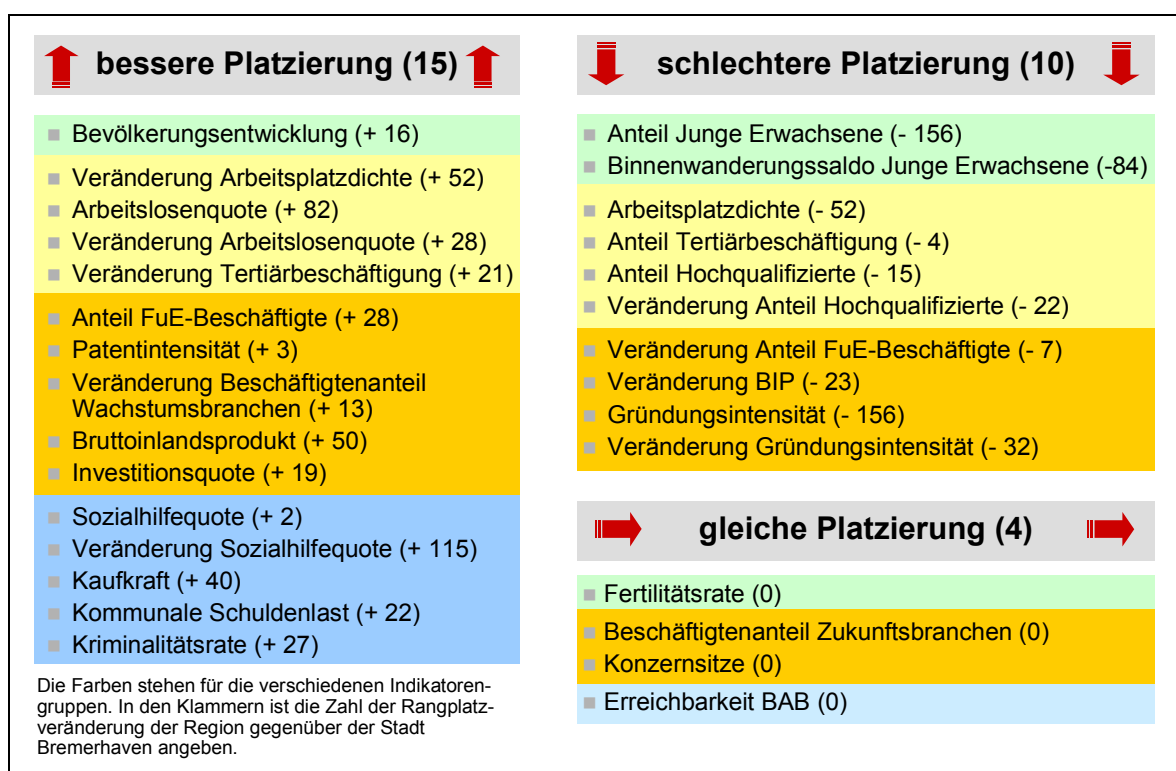 bessere Platzierung (15)
Bevölkerungsentwicklung (+ 16)
Veränderung Arbeitsplatzdichte (+ 52)
Arbeitslosenquote (+ 82)
Veränderung Arbeitslosenquote (+ 28)
Veränderung Tertiärbeschäftigung (+ 21)
Anteil FuE-Beschäftigte (+ 28)
Patentintensität (+ 3)
Veränderung Beschäftigtenanteil
Wachstumsbranchen (+ 13)
Bruttoinlandsprodukt (+ 50)
Investitionsquote (+ 19)
Sozialhilfequote (+ 2)
Veränderung Sozialhilfequote (+ 115)
Kaufkraft (+ 40)
Kommunale Schuldenlast (+ 22)
Kriminalitätsrate (+ 27)
Die Farben stehen für die verschiedenen Indikatoren-
gruppen. In den Klammern ist die Zahl der Rangplatz-
veränderung der Region gegenüber der Stadt
Bremerhaven angeben.
schlechtere Platzierung (10)
Anteil Junge Erwachsene (- 156)
Binnenwanderungssaldo Junge Erwachsene (-84)
Arbeitsplatzdichte (- 52)
Anteil Tertiärbeschäftigung (- 4)
Anteil Hochqualifizierte (- 15)
Veränderung Anteil Hochqualifizierte (- 22)
Veränderung Anteil FuE-Beschäftigte (- 7)
Veränderung BIP (- 23)
Gründungsintensität (- 156)
Veränderung Gründungsintensität (- 32)
gleiche Platzierung (4)
Fertilitätsrate (0)
Beschäftigtenanteil Zukunftsbranchen (0)
Konzernsitze (0)
Erreichbarkeit BAB (0)